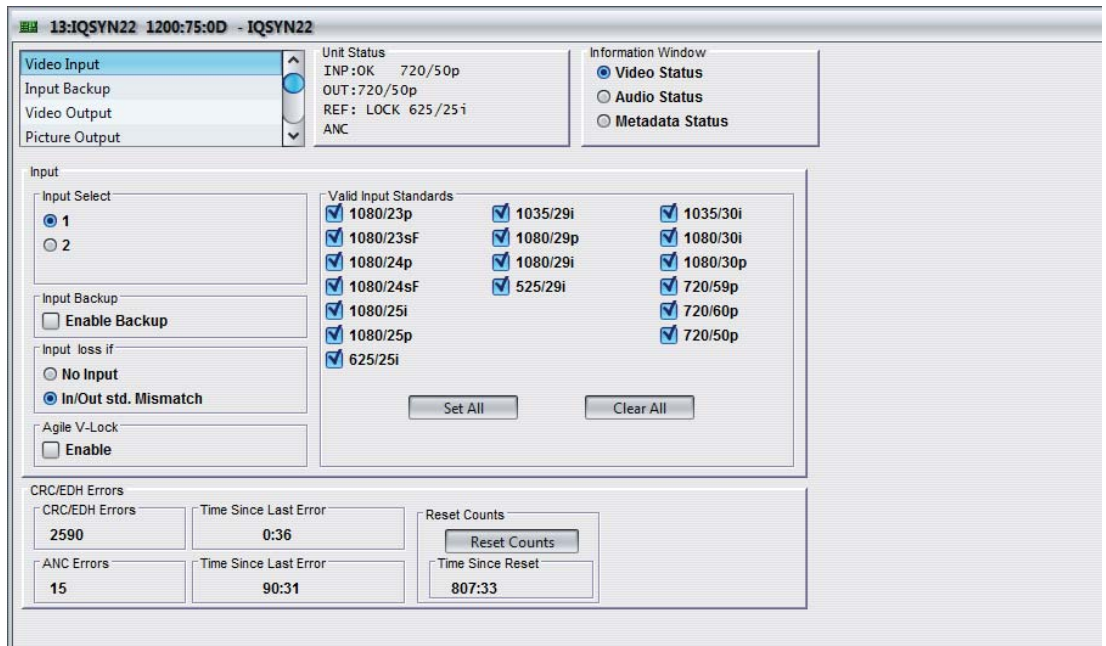 13:IQSYN22 1200:75:0D - IQSYN22
Video Input
Input Backup
Video Output
Picture Output
Unit Status
INP:OK 720/50p
OUT:720/50p
REF: LOCK 625/25i
ANC
Information Window
Video Status
Audio Status
Metadata Status
Input
Input Select
1
2
Input Backup
Enable Backup
Input loss if
No Input
In/Out std. Mismatch
Agile V-Lock
Enable
Valid Input Standards
1080/23p 1035/29i 1035/30i
1080/23sF 1080/29p 1080/30i
1080/24p 1080/29i 1080/30p
1080/24sF 525/29i 720/59p
1080/25i 720/60p
1080/25p 720/50p
625/25i
Set All Clear All
CRC/EDH Errors
CRC/EDH Errors Time Since Last Error
2590 0:36
ANC Errors Time Since Last Error
15 90:31
Reset Counts
Reset Counts
Time Since Reset
807:33